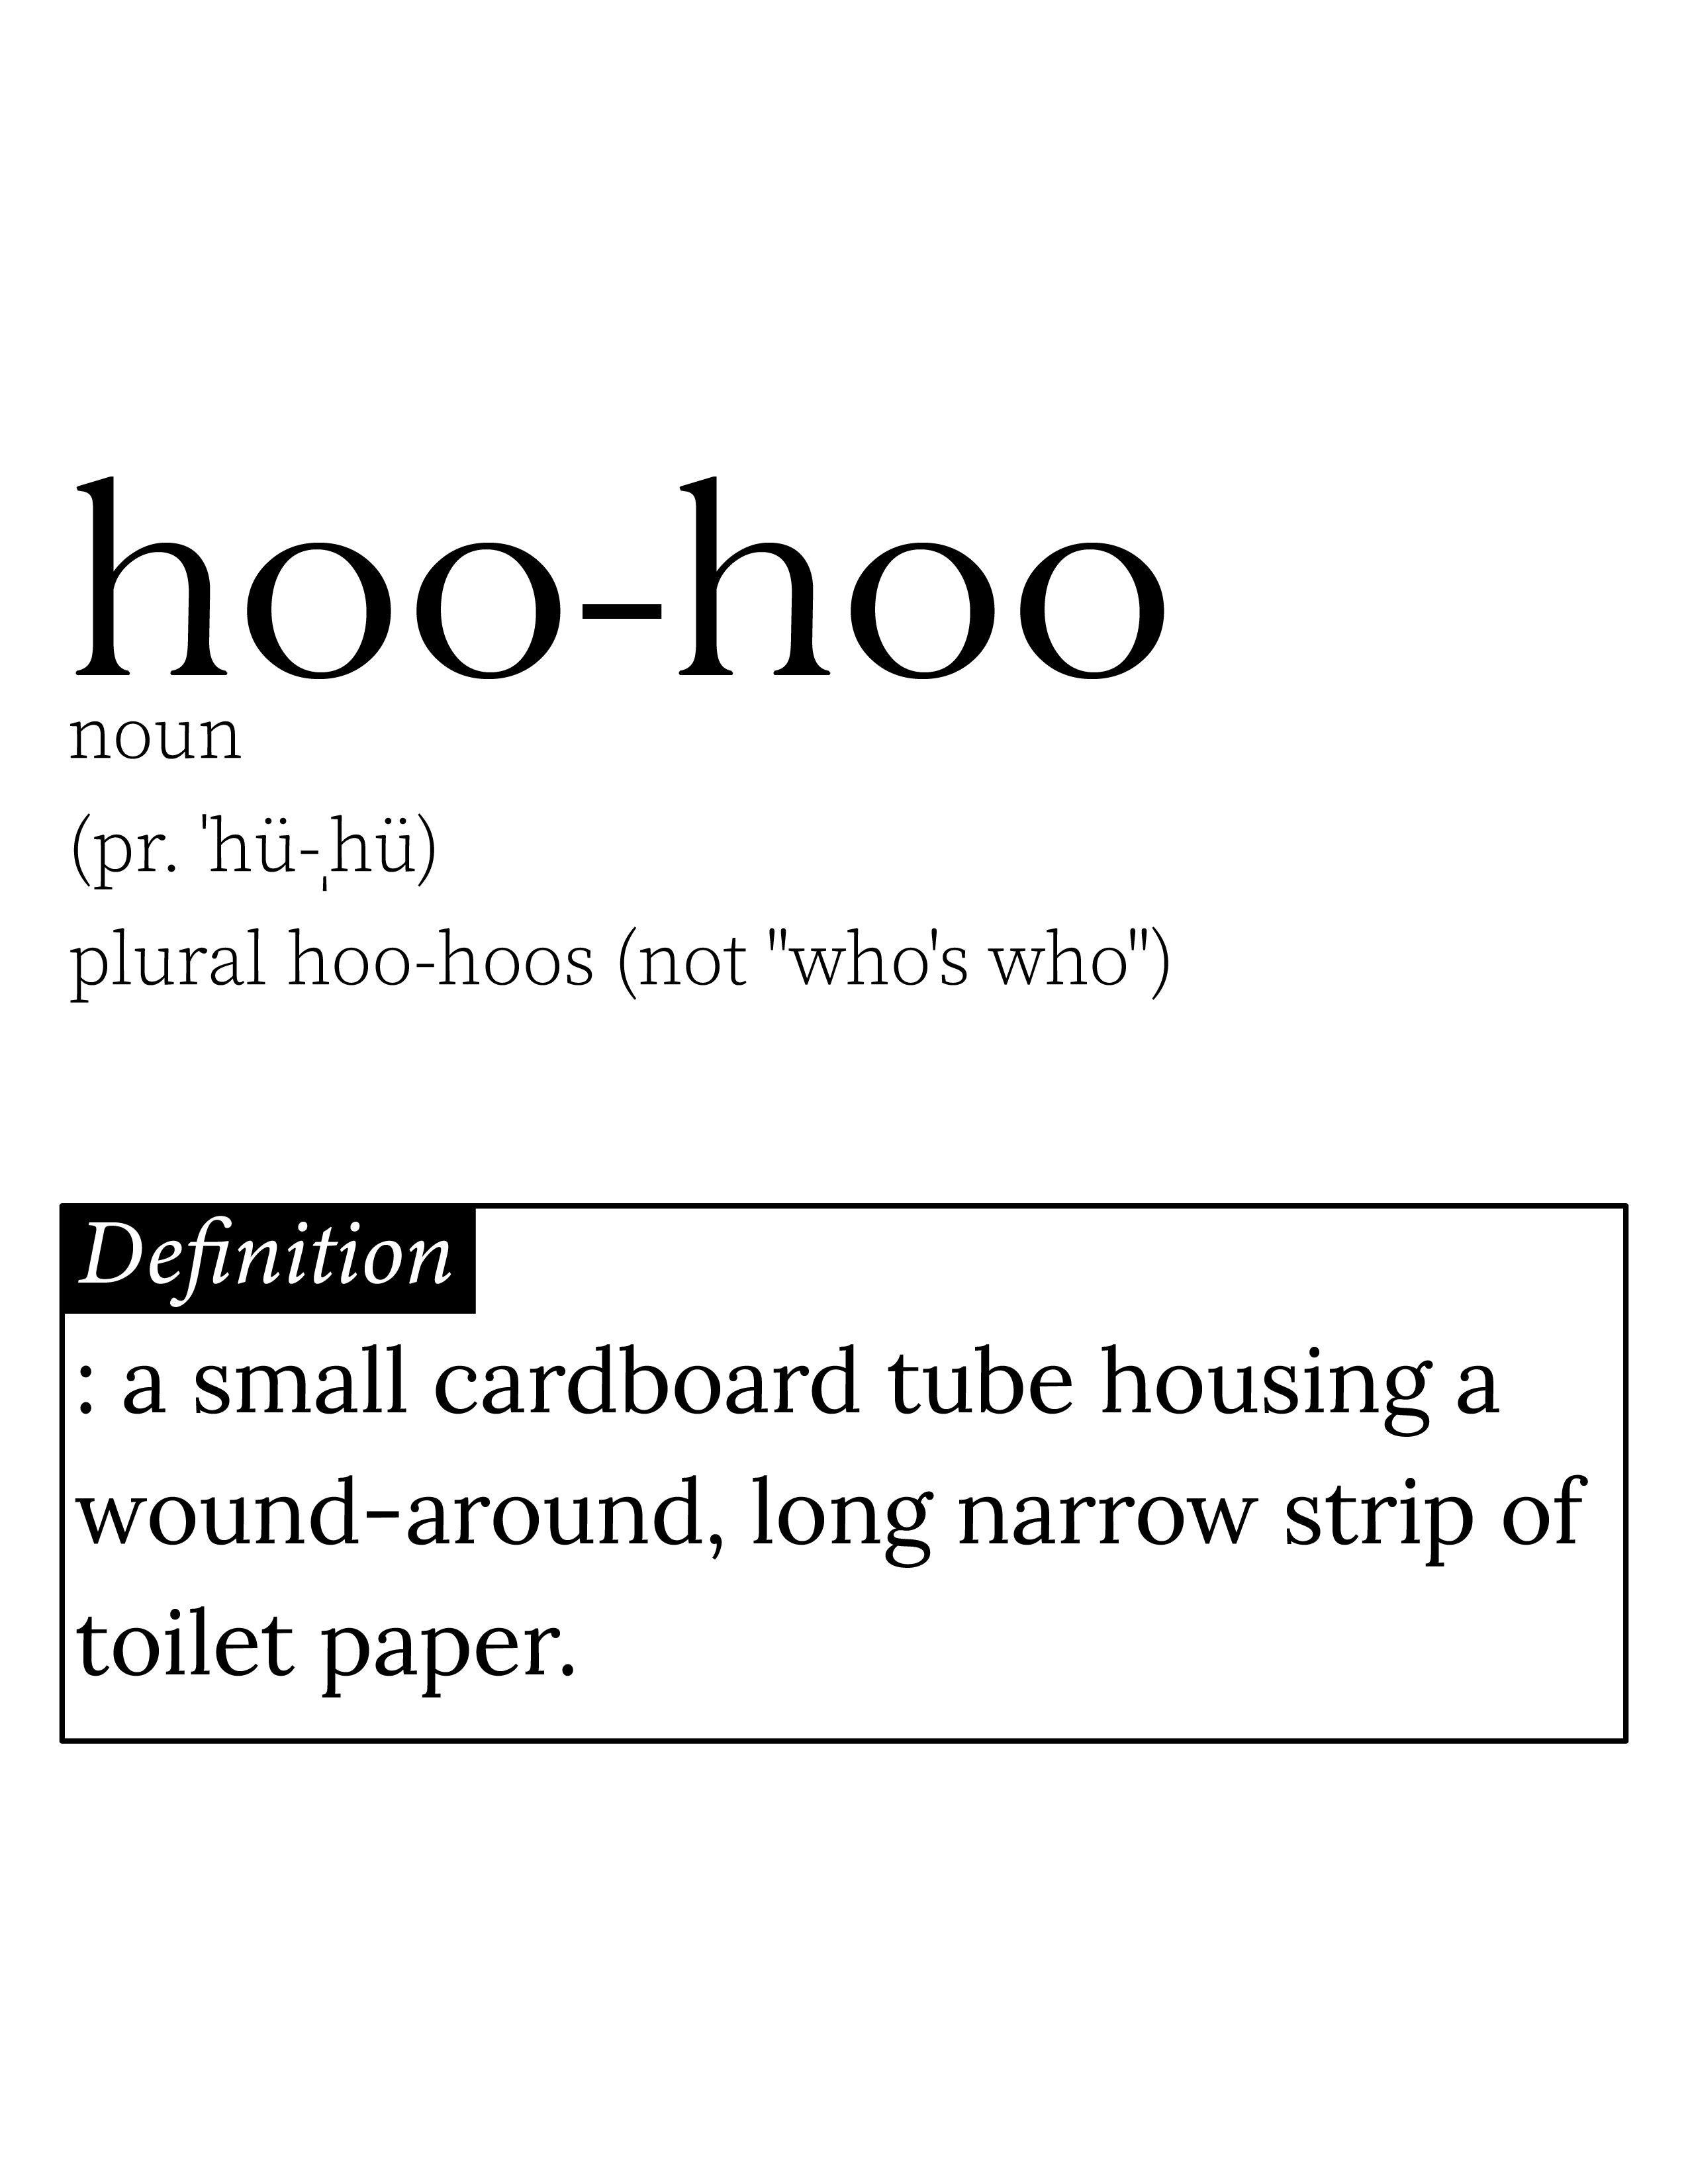 hoo-hoo
noun
(pr. ˈhü-ˌhü)
plural hoo-hoos (not "who's who")
Definition
: a small cardboard tube housing a
wound-around, long narrow strip of
toilet paper.